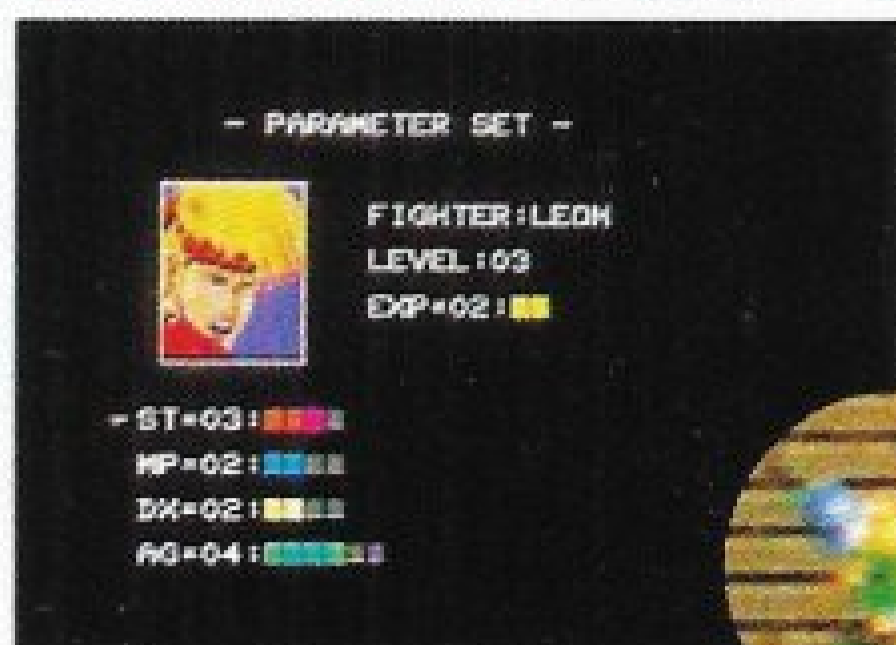 - PARAMETER SET -
FIGHTER:LEON
LEVEL:03
EXP=02:
-ST=03:
MP=02:
DX=02:
AG=04: